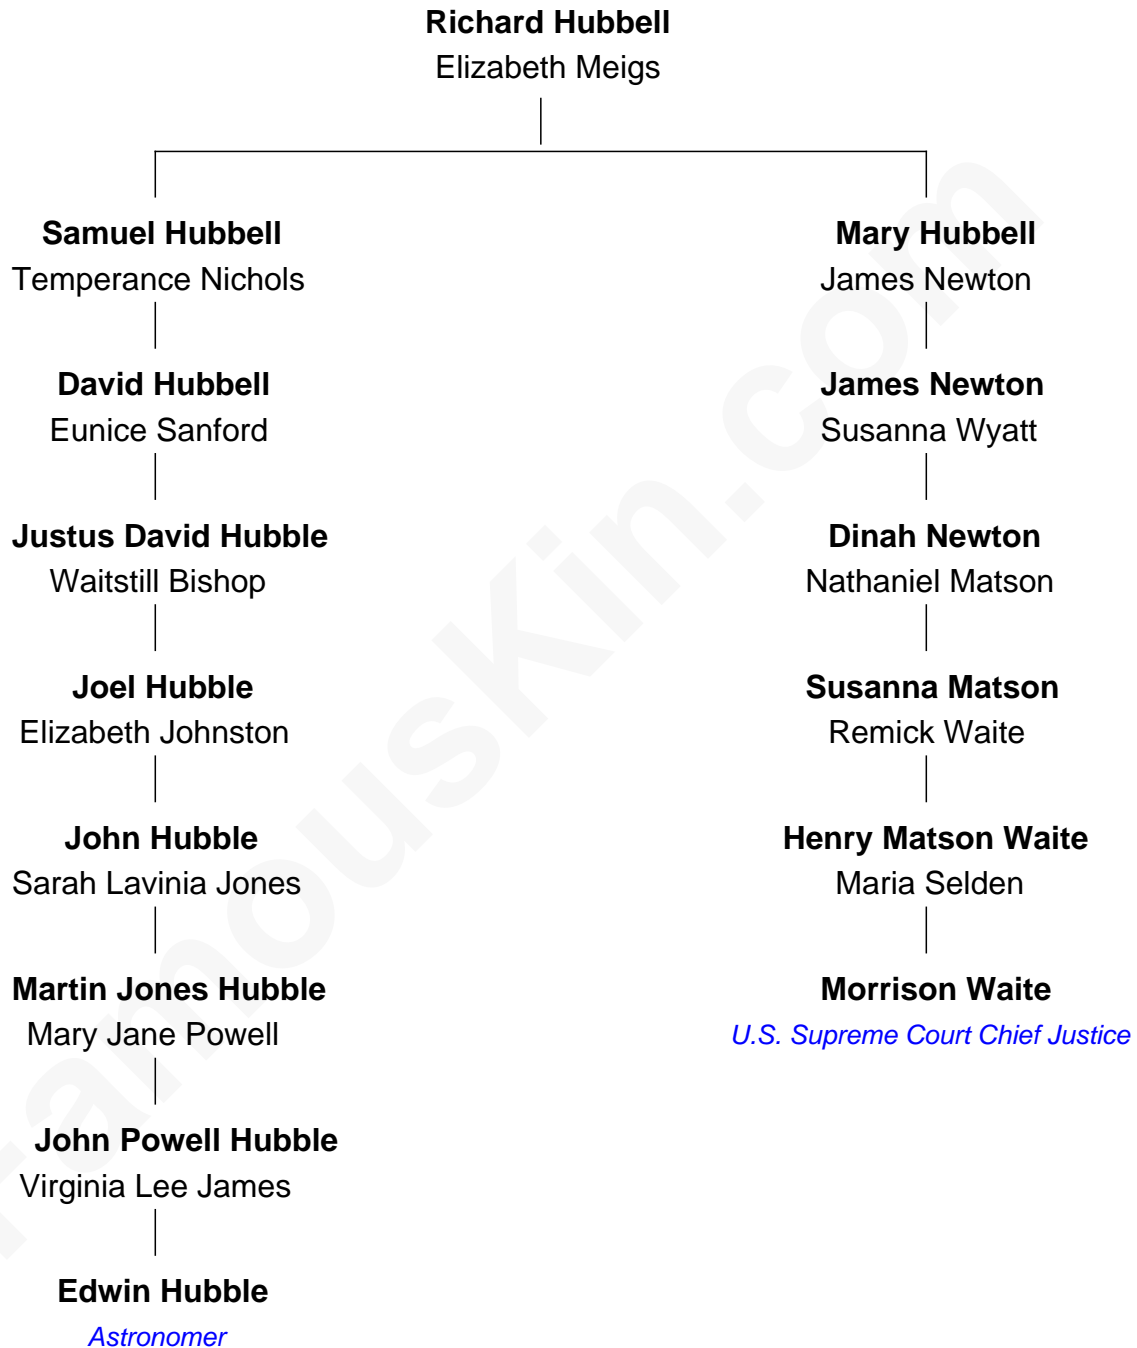 Richard Hubbell
Elizabeth Meigs
Samuel Hubbell
Temperance Nichols
David Hubbell
Eunice Sanford
Justus David Hubble
Waitstill Bishop
Joel Hubble
Elizabeth Johnston
John Hubble
Sarah Lavinia Jones
Martin Jones Hubble
Mary Jane Powell
John Powell Hubble
Virginia Lee James
Edwin Hubble
Astronomer
Mary Hubbell
James Newton
James Newton
Susanna Wyatt
Dinah Newton
Nathaniel Matson
Susanna Matson
Remick Waite
Henry Matson Waite
Maria Selden
Morrison Waite
U.S. Supreme Court Chief Justice
FamousKin.com